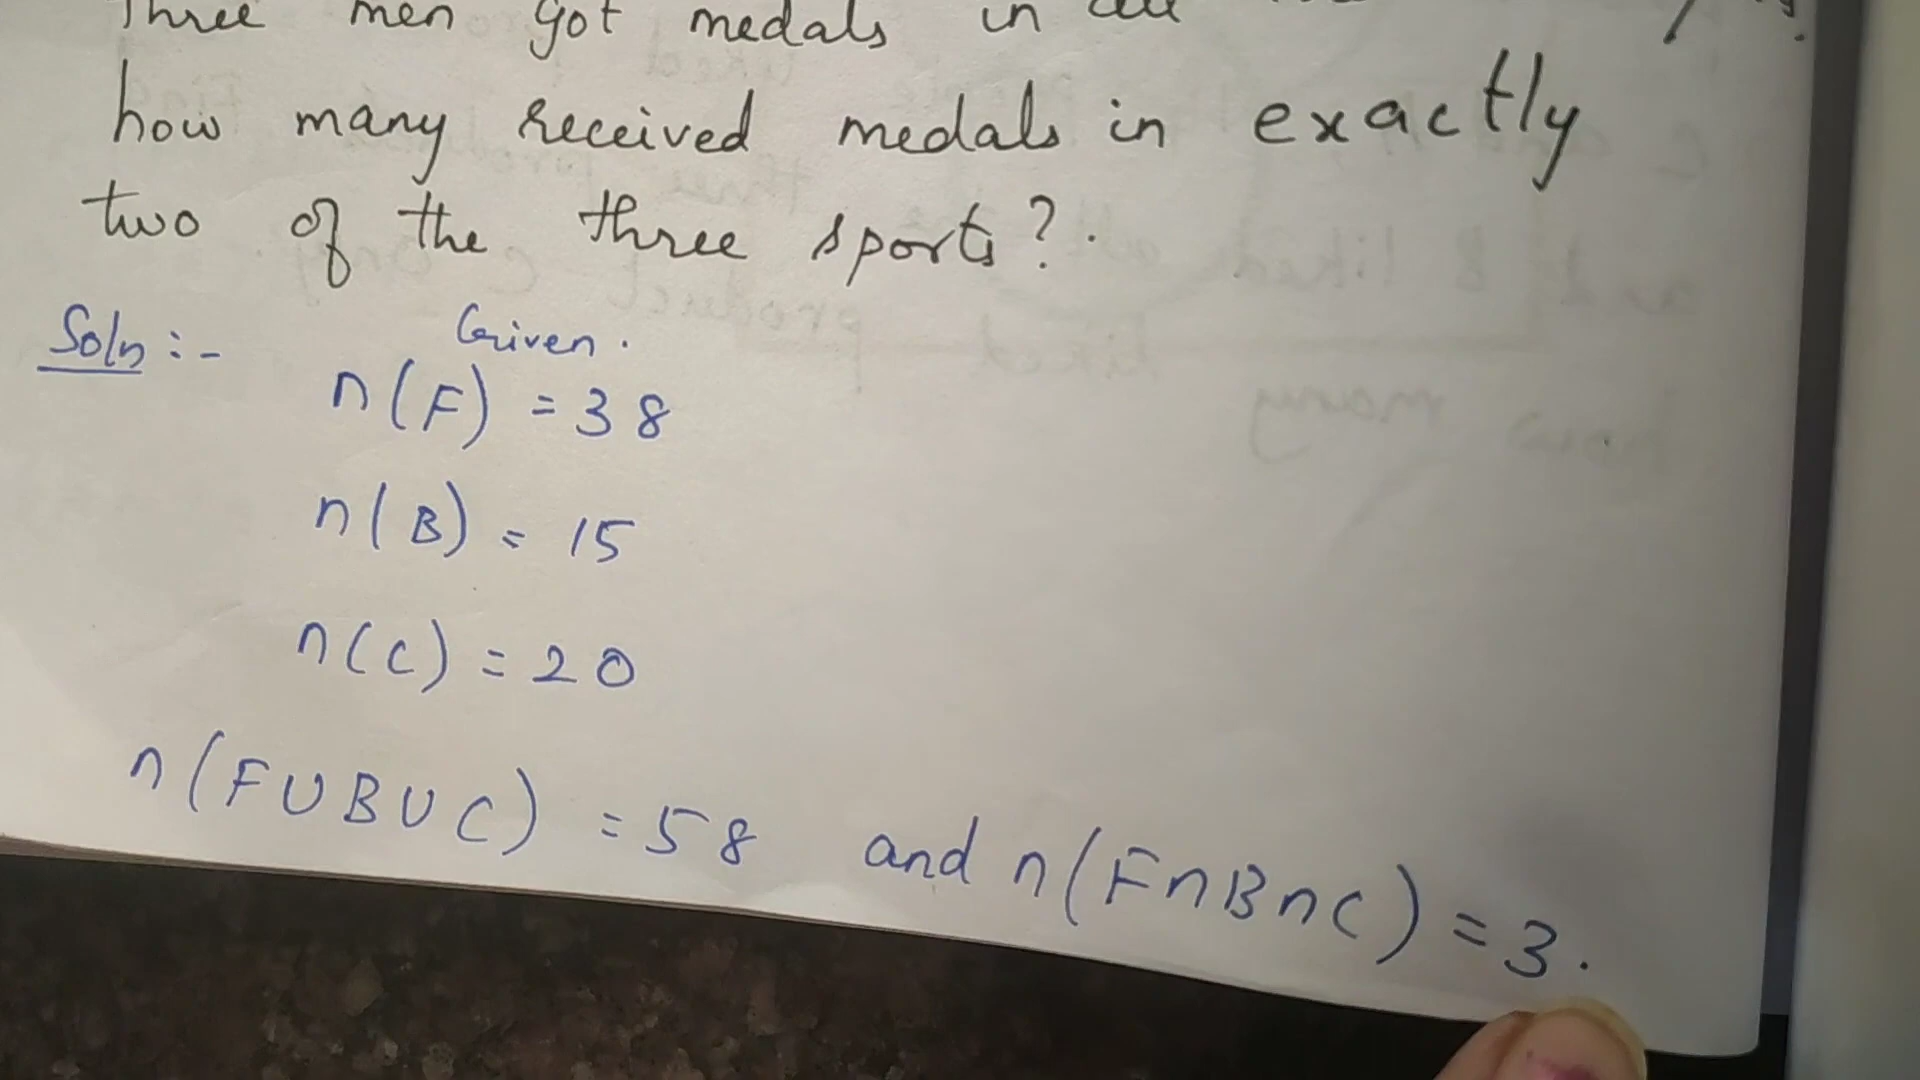 Three men got medals in all
how many received medals in exactly
two of the three sports?.
Soln :- Given.
n(F) = 38
n(B) = 15
n(C) = 20
n(F∪B∪C) = 58 and n(F∩B∩C) = 3.